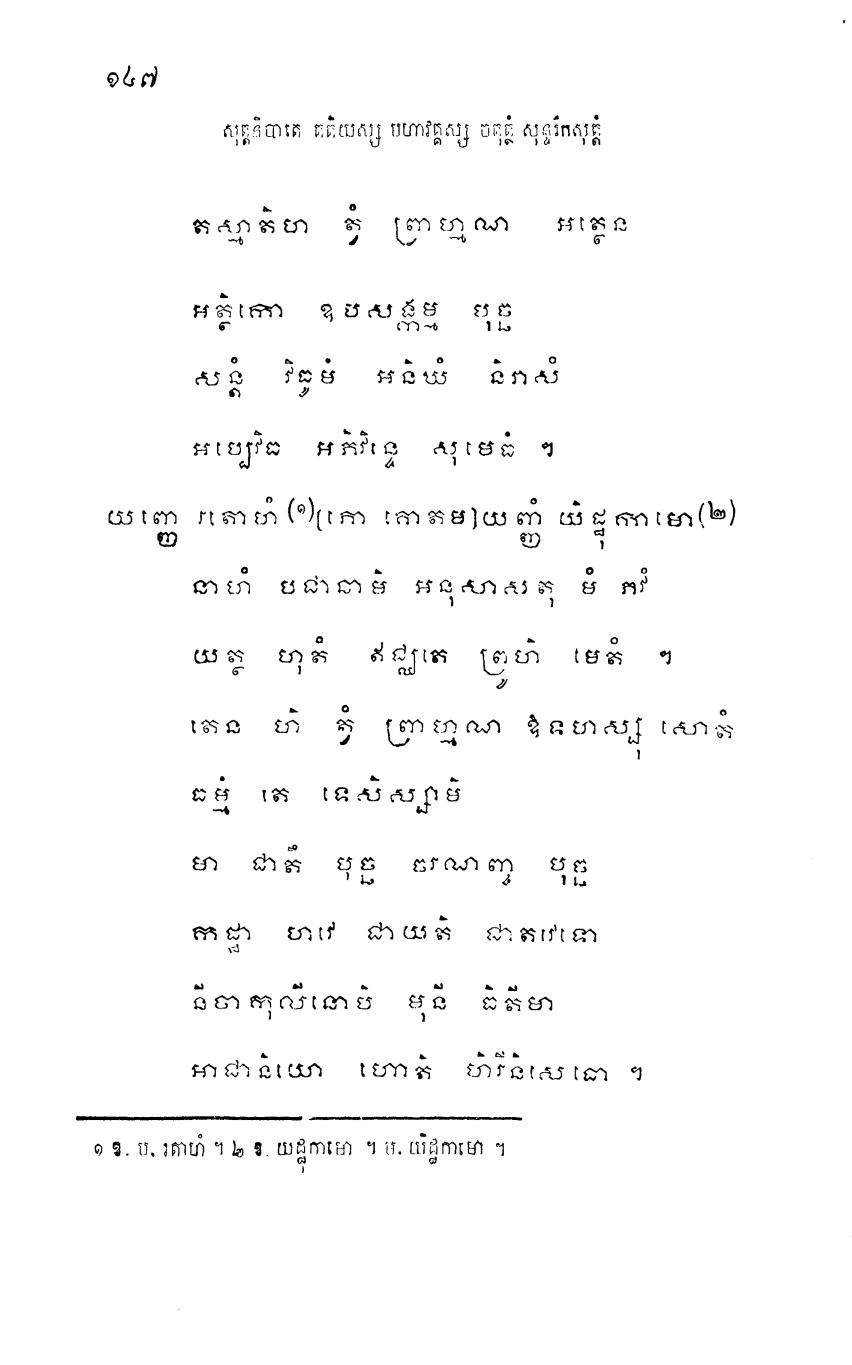 ១៤៧
សុត្តនិបាតេ តតិយស្ស មហាវគ្គស្ស ចតុត្ថំ សុន្ទរិកសុត្តំ
តស្មាតិហ ត្វំ ព្រាហ្មណ អត្ថេន
អត្ថិកោ ឧបសង្កម្ម បុច្ឆ
សន្តំ វិធូមំ អនិឃំ និរាសំ
អប្បេវិធ អភិវិន្ទេ សុមេធំ ។
យញ្ញេ រតោហំ (១) [ភោ គោតម] យញ្ញំ យិដ្ឋុកាមោ (២)
នាហំ បជានាមិ អនុសាសតុ មំ ភវំ
យត្ថ ហុតំ ឥជ្ឈតេ ព្រូហិ មេតំ ។
តេន ហិ ត្វំ ព្រាហ្មណ ឱទហស្សុ សោតំ
ធម្មំ តេ ទេសិស្សាមិ
មា ជាតឹ បុច្ឆ ចរណញ្ច បុច្ឆ
កដ្ឋា ហវេ ជាយតិ ជាតវេទោ
នីចាកុលីនោបិ មុនី ធិតីមា
អាជានិយោ ហោតិ ហិរីនិសេធោ ។
១ ឱ. ប. រតាហំ ។ ២ ឱ. យដ្ឋុកាមោ ។ ម. យិដ្ឋកាមោ ។